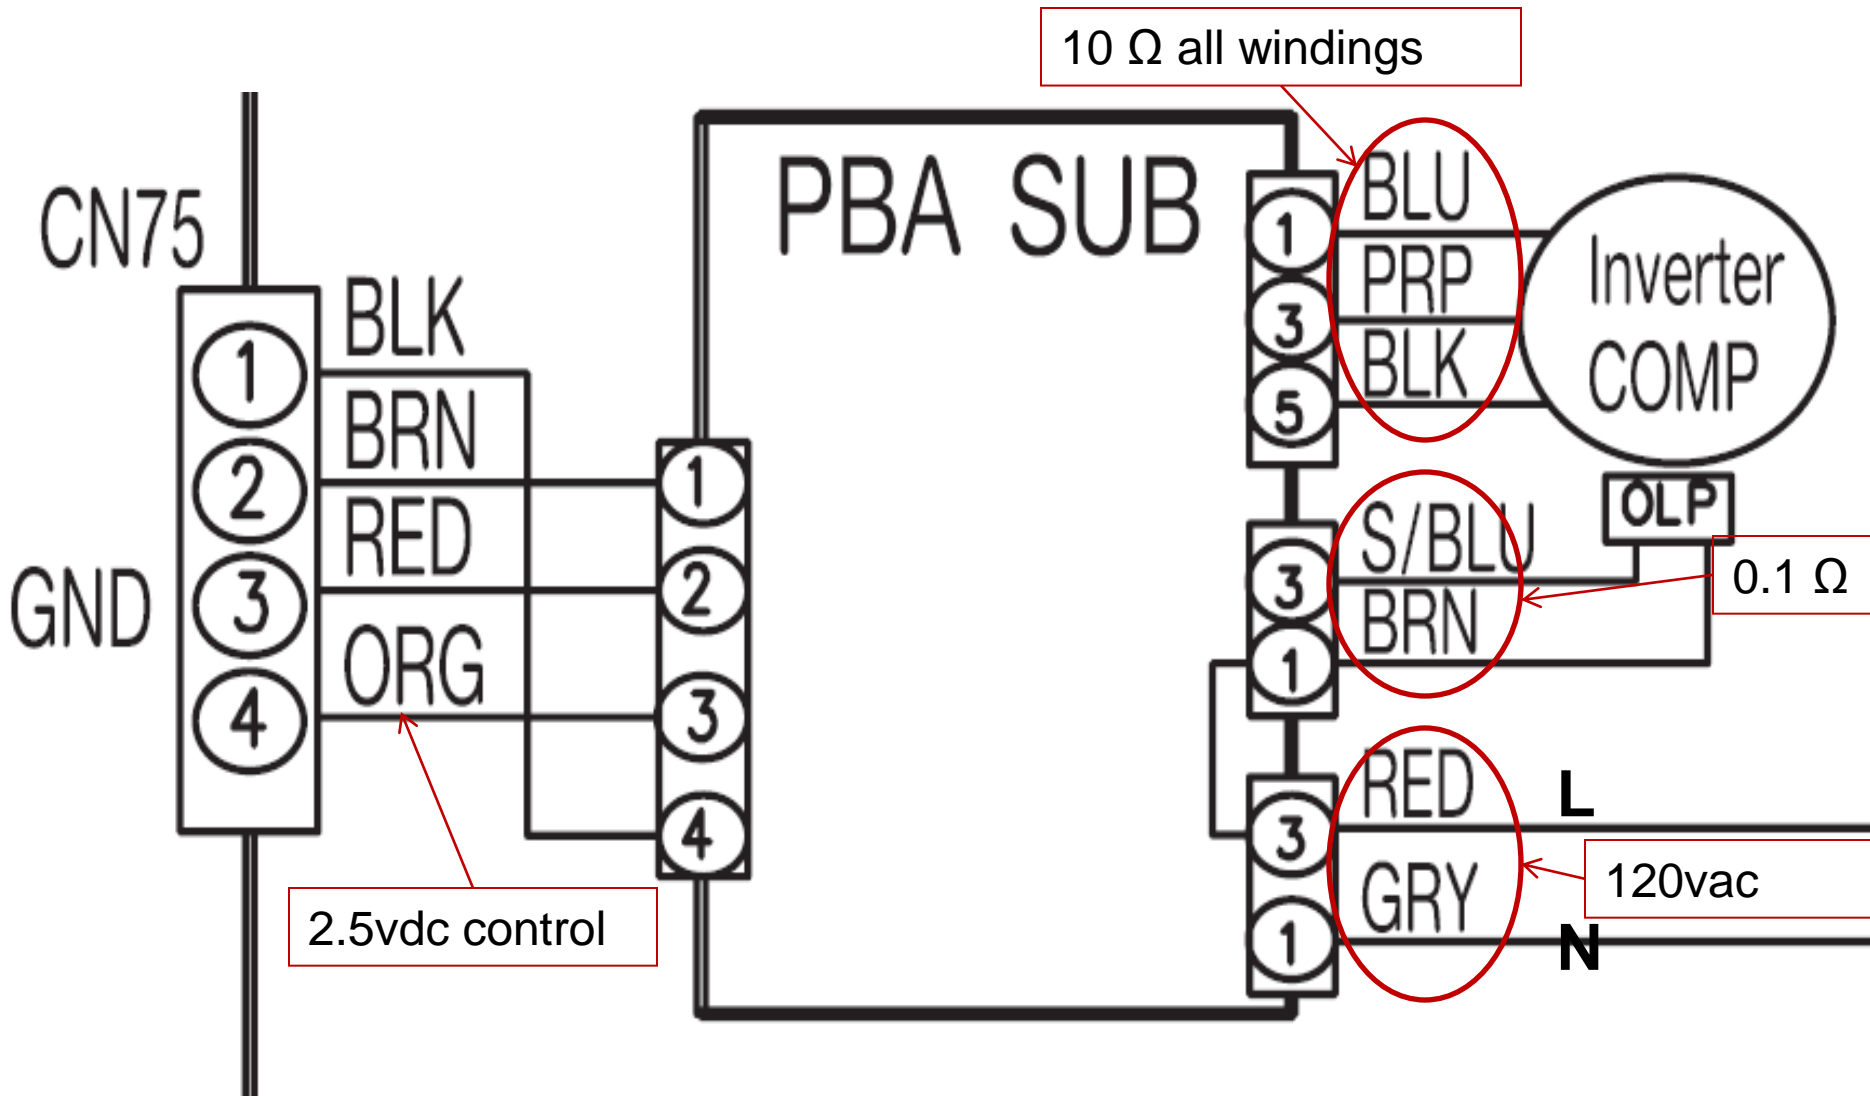 10 Ω all windings
CN75
GND
1
2
3
4
BLK
BRN
RED
ORG
2.5vdc control
PBA SUB
1
2
3
4
1
3
5
BLU
PRP
BLK
Inverter
COMP
OLP
3
1
S/BLU
BRN
0.1 Ω
3
1
RED
GRY
L
N
120vac